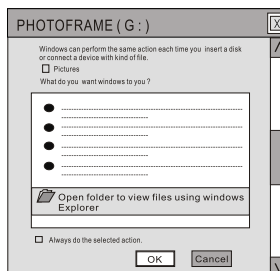 PHOTOFRAME ( G : )
X
Windows can perform the same action each time you insert a disk
or connect a device with kind of file.
Pictures
What do you want windows to you ?
Open folder to view files using windows
Explorer
Always do the selected action.
OK
Cancel